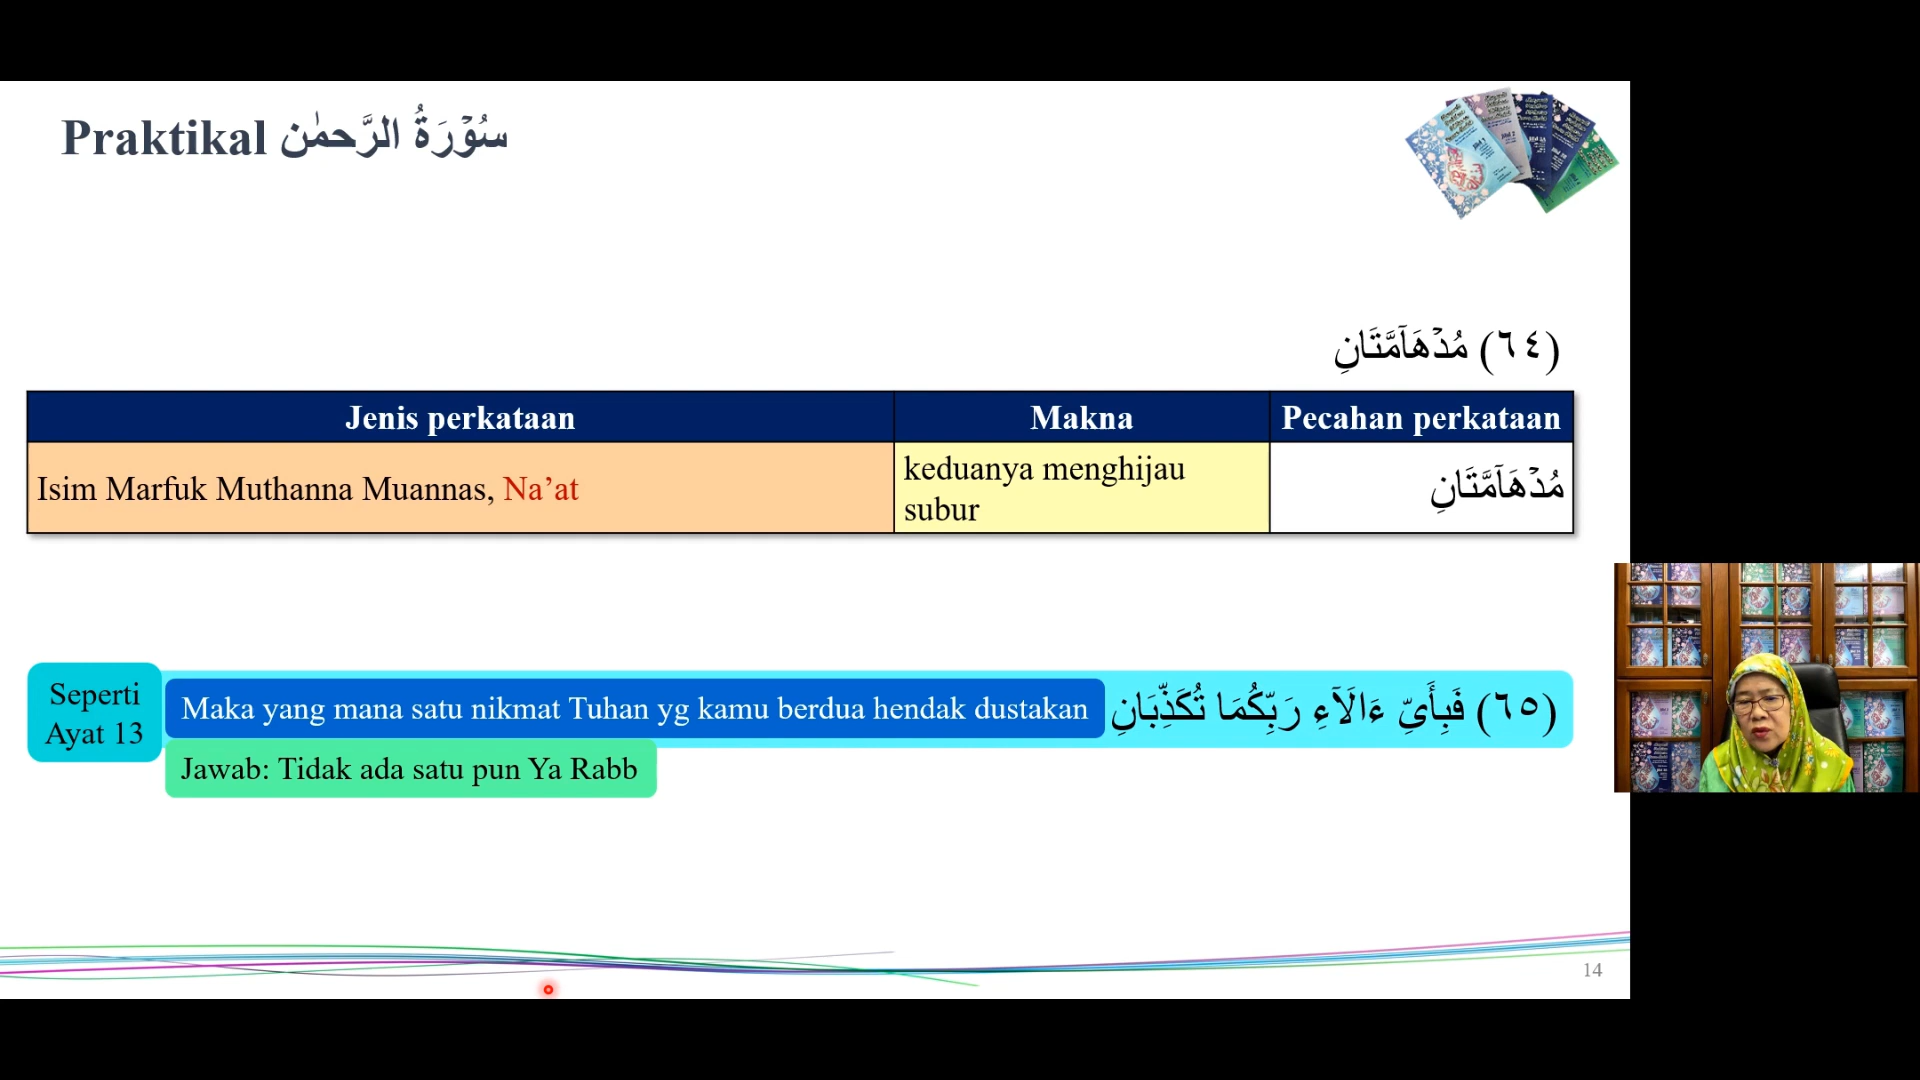 Praktikal سُوْرَةُ الرَّحمٰن
(٦٤) مُدْهَآمَّتَانِ
Jenis perkataan Makna Pecahan perkataan
Isim Marfuk Muthanna Muannas, Na’at
keduanya menghijau
subur
مُدْهَآمَّتَانِ
Seperti
Ayat 13
Maka yang mana satu nikmat Tuhan yg kamu berdua hendak dustakan
(٦٥) فَبِأَىِّ ءَالَآءِ رَبِّكُمَا تُكَذِّبَانِ
Jawab: Tidak ada satu pun Ya Rabb
14